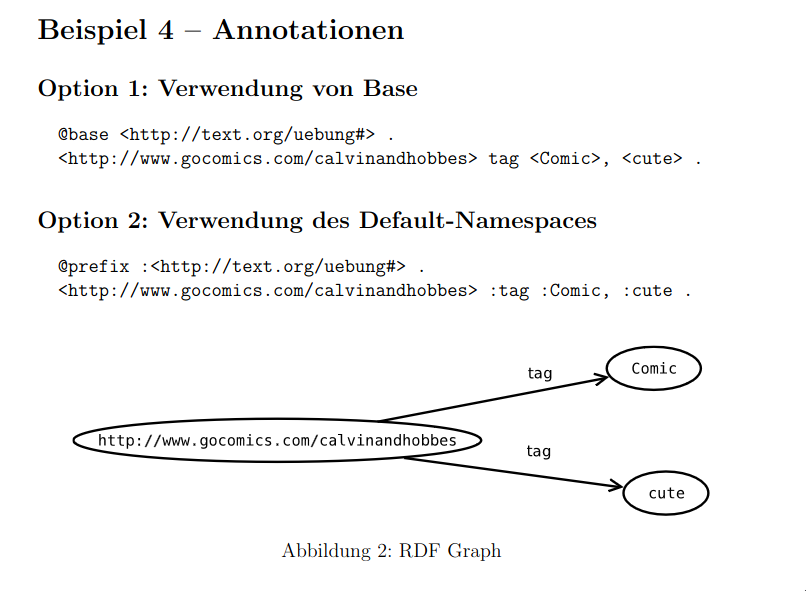 Beispiel 4 – Annotationen
Option 1: Verwendung von Base
@base <http://text.org/uebung#> .
<http://www.gocomics.com/calvinandhobbes> tag <Comic>, <cute> .
Option 2: Verwendung des Default-Namespaces
@prefix :<http://text.org/uebung#> .
<http://www.gocomics.com/calvinandhobbes> :tag :Comic, :cute .
Comic
tag
http://www.gocomics.com/calvinandhobbes
tag
cute
Abbildung 2: RDF Graph